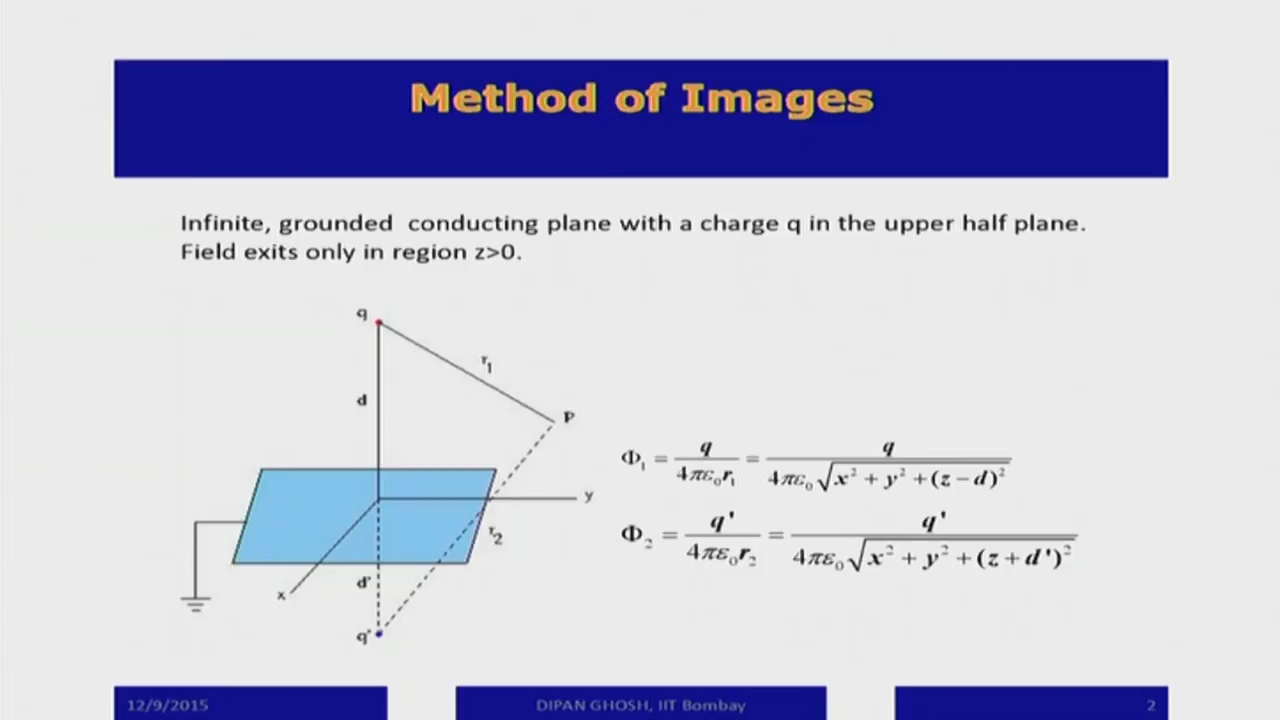 Method of Images
Infinite, grounded conducting plane with a charge q in the upper half plane.
Field exits only in region z>0.
q
r₁
d
P
Φ₁ = q / 4πε₀r₁ = q / 4πε₀√(x² + y² + (z − d)²)
y
r₂
Φ₂ = q' / 4πε₀r₂ = q' / 4πε₀√(x² + y² + (z + d')²)
d'
x
q'
12/9/2015
DIPAN GHOSH, IIT Bombay
2